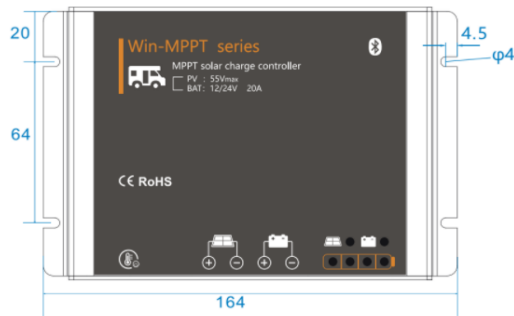 20
Win-MPPT series
4.5
MPPT solar charge controller
PV : 55Vmax
BAT: 12/24V 20A
φ4
64
CE RoHS
164